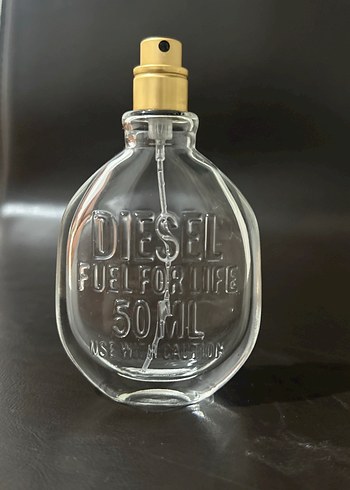 DIESEL
FUEL FOR LIFE
50 ML
USE WITH CAUTION